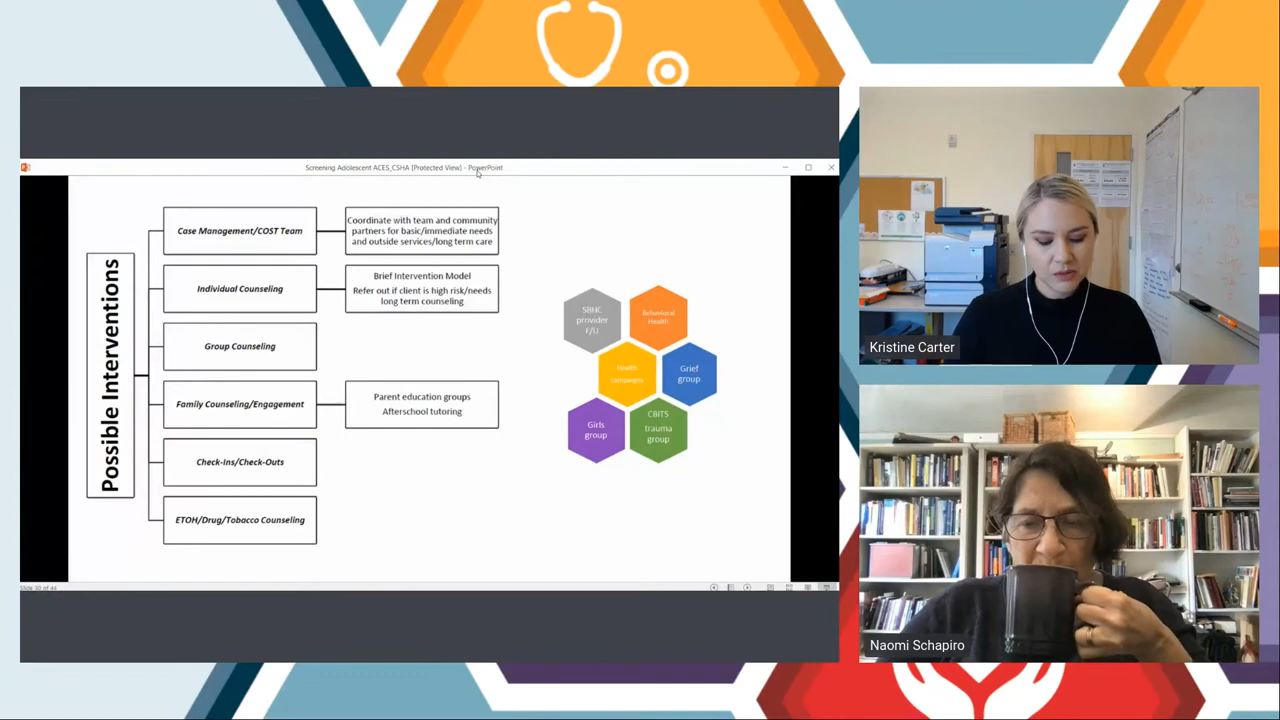 Screening Adolescent ACES_CSHA [Protected View] - PowerPoint
Possible Interventions
Case Management/COST Team
Coordinate with team and community
partners for basic/immediate needs
and outside services/long term care
Individual Counseling
Brief Intervention Model
Refer out if client is high risk/needs
long term counseling
Group Counseling
Family Counseling/Engagement
Parent education groups
Afterschool tutoring
Check-Ins/Check-Outs
ETOH/Drug/Tobacco Counseling
SBHC
provider
F/U
Behavioral
Health
Health
campaigns
Grief
group
Girls
group
CBITS
trauma
group
Slide 30 of 44
Kristine Carter
Naomi Schapiro